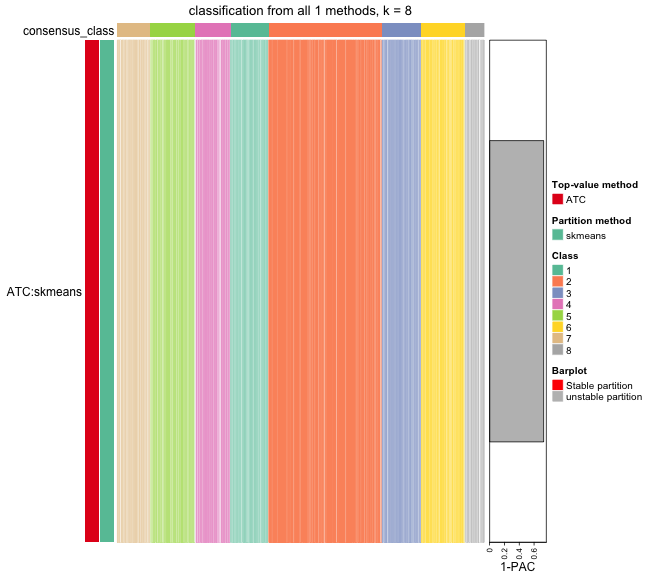 classification from all 1 methods, k = 8
consensus_class
ATC:skmeans
Top-value method
ATC
Partition method
skmeans
Class
1
2
3
4
5
6
7
8
Barplot
Stable partition
unstable partition
0
0.2
0.4
0.6
1-PAC